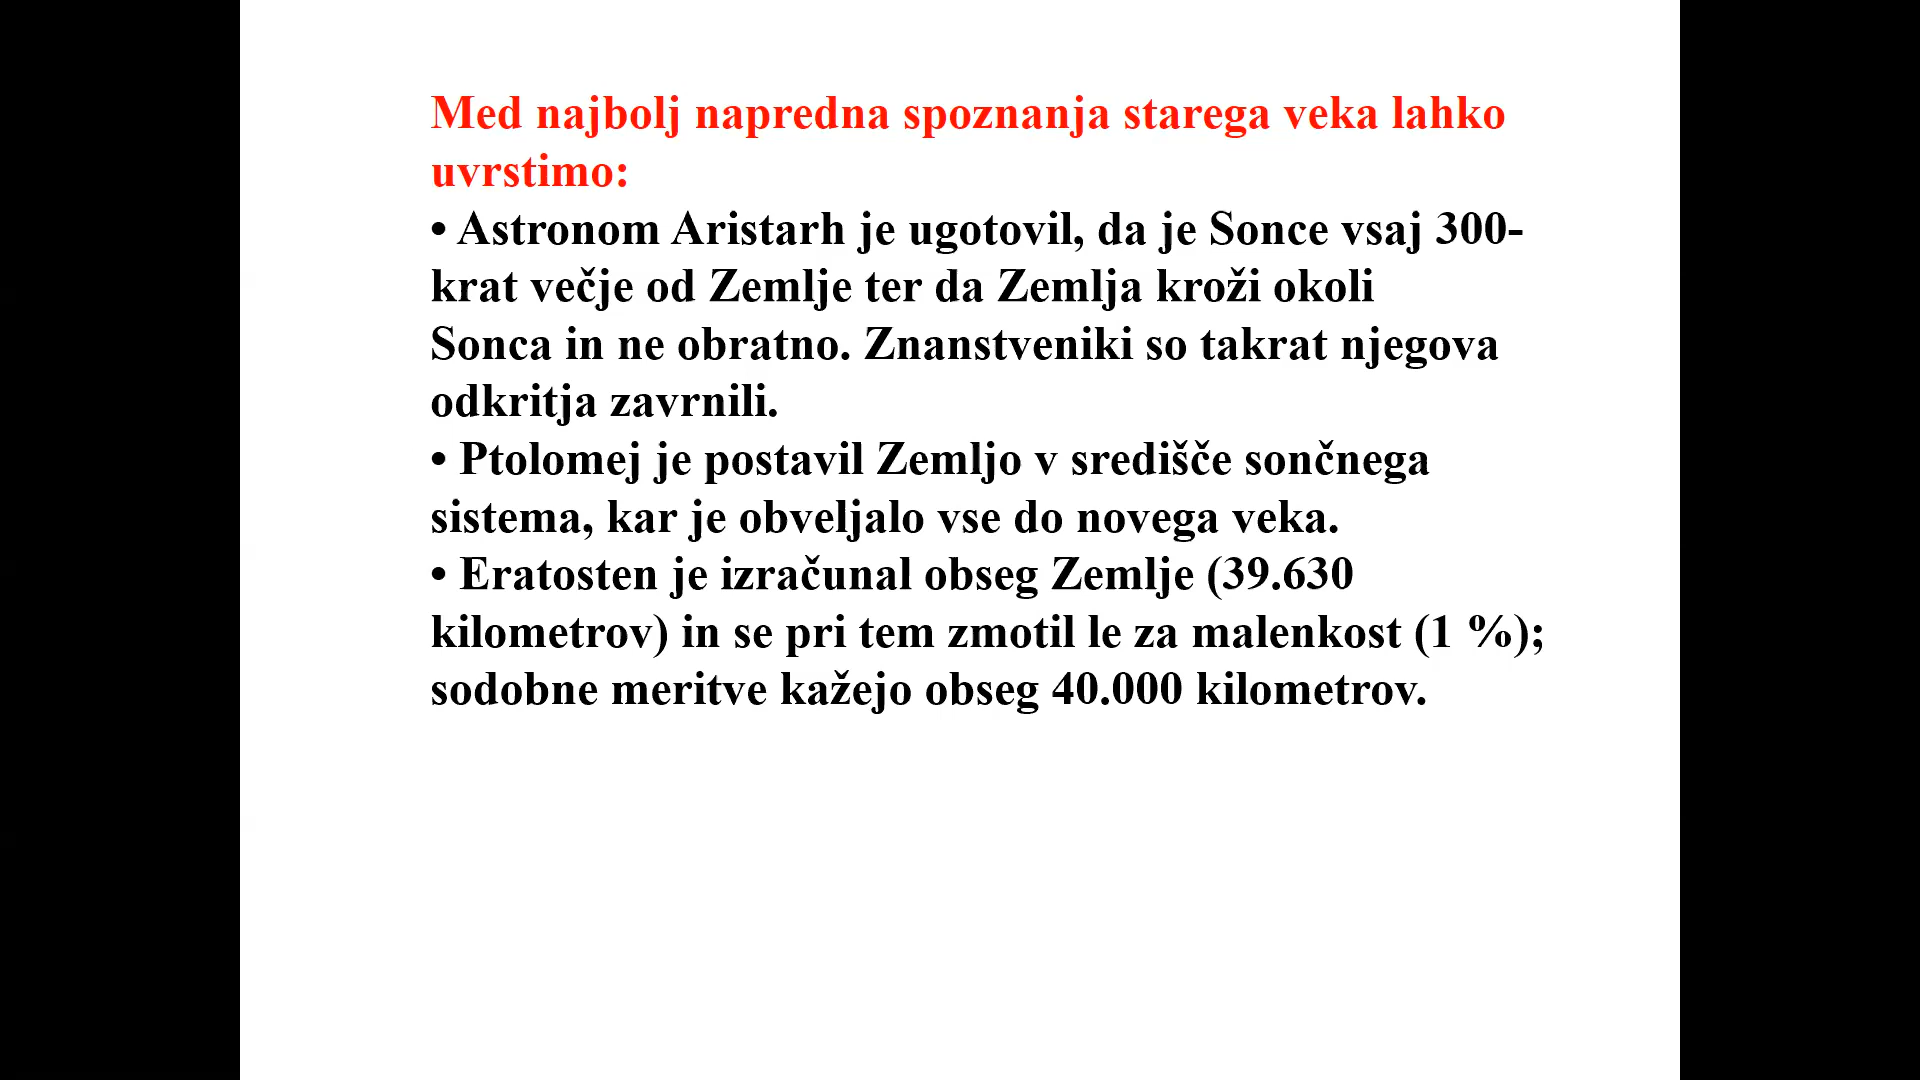 Med najbolj napredna spoznanja starega veka lahko
uvrstimo:
• Astronom Aristarh je ugotovil, da je Sonce vsaj 300-
krat večje od Zemlje ter da Zemlja kroži okoli
Sonca in ne obratno. Znanstveniki so takrat njegova
odkritja zavrnili.
• Ptolomej je postavil Zemljo v središče sončnega
sistema, kar je obveljalo vse do novega veka.
• Eratosten je izračunal obseg Zemlje (39.630
kilometrov) in se pri tem zmotil le za malenkost (1 %);
sodobne meritve kažejo obseg 40.000 kilometrov.